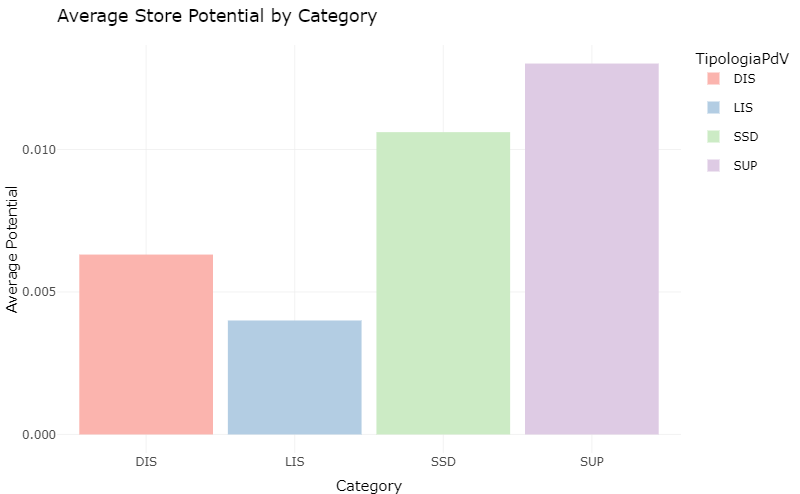 Average Store Potential by Category
TipologiaPdV
DIS
LIS
SSD
SUP
Average Potential
0.010
0.005
0.000
DIS
LIS
SSD
SUP
Category